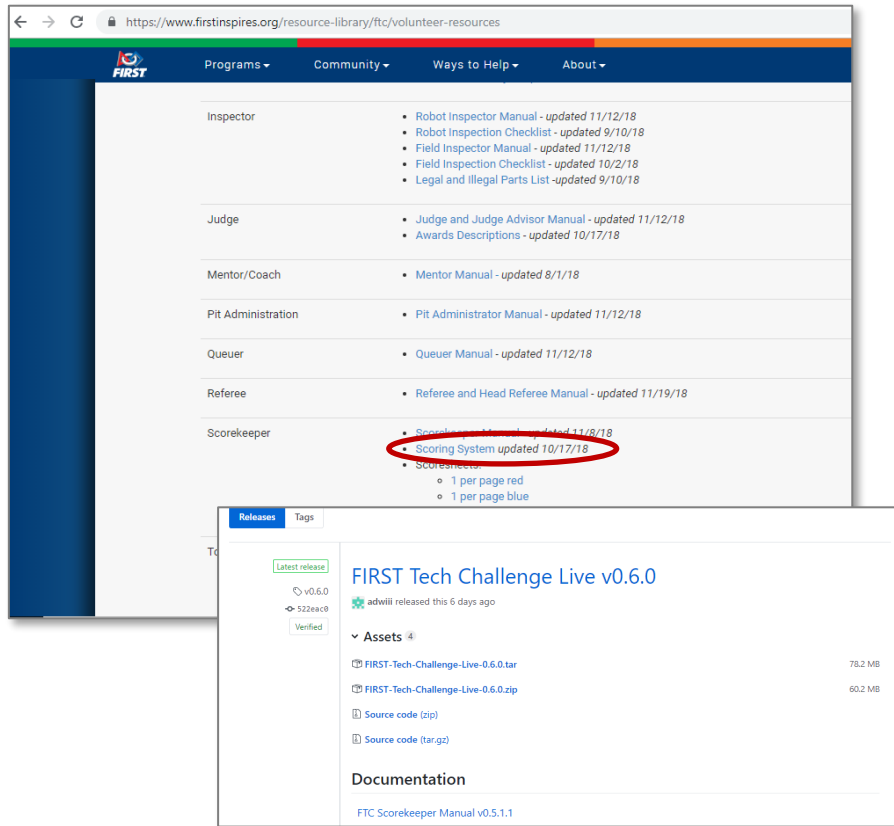 https://www.firstinspires.org/resource-library/ftc/volunteer-resources
FIRST Programs Community Ways to Help About
Inspector
• Robot Inspector Manual - updated 11/12/18
• Robot Inspection Checklist - updated 9/10/18
• Field Inspector Manual - updated 11/12/18
• Field Inspection Checklist - updated 10/2/18
• Legal and Illegal Parts List -updated 9/10/18
Judge
• Judge and Judge Advisor Manual - updated 11/12/18
• Awards Descriptions - updated 10/17/18
Mentor/Coach
• Mentor Manual - updated 8/1/18
Pit Administration
• Pit Administrator Manual - updated 11/12/18
Queuer
• Queuer Manual - updated 11/12/18
Referee
• Referee and Head Referee Manual - updated 11/19/18
Scorekeeper
• Scorekeeper Manual - updated 11/8/18
• Scoring System updated 10/17/18
• Scoresheets:
1 per page red
1 per page blue
Releases Tags
Latest release
v0.6.0
522eac0
Verified
FIRST Tech Challenge Live v0.6.0
adwiii released this 6 days ago
Assets 4
FIRST-Tech-Challenge-Live-0.6.0.tar 78.2 MB
FIRST-Tech-Challenge-Live-0.6.0.zip 60.2 MB
Source code (zip)
Source code (tar.gz)
Documentation
FTC Scorekeeper Manual v0.5.1.1